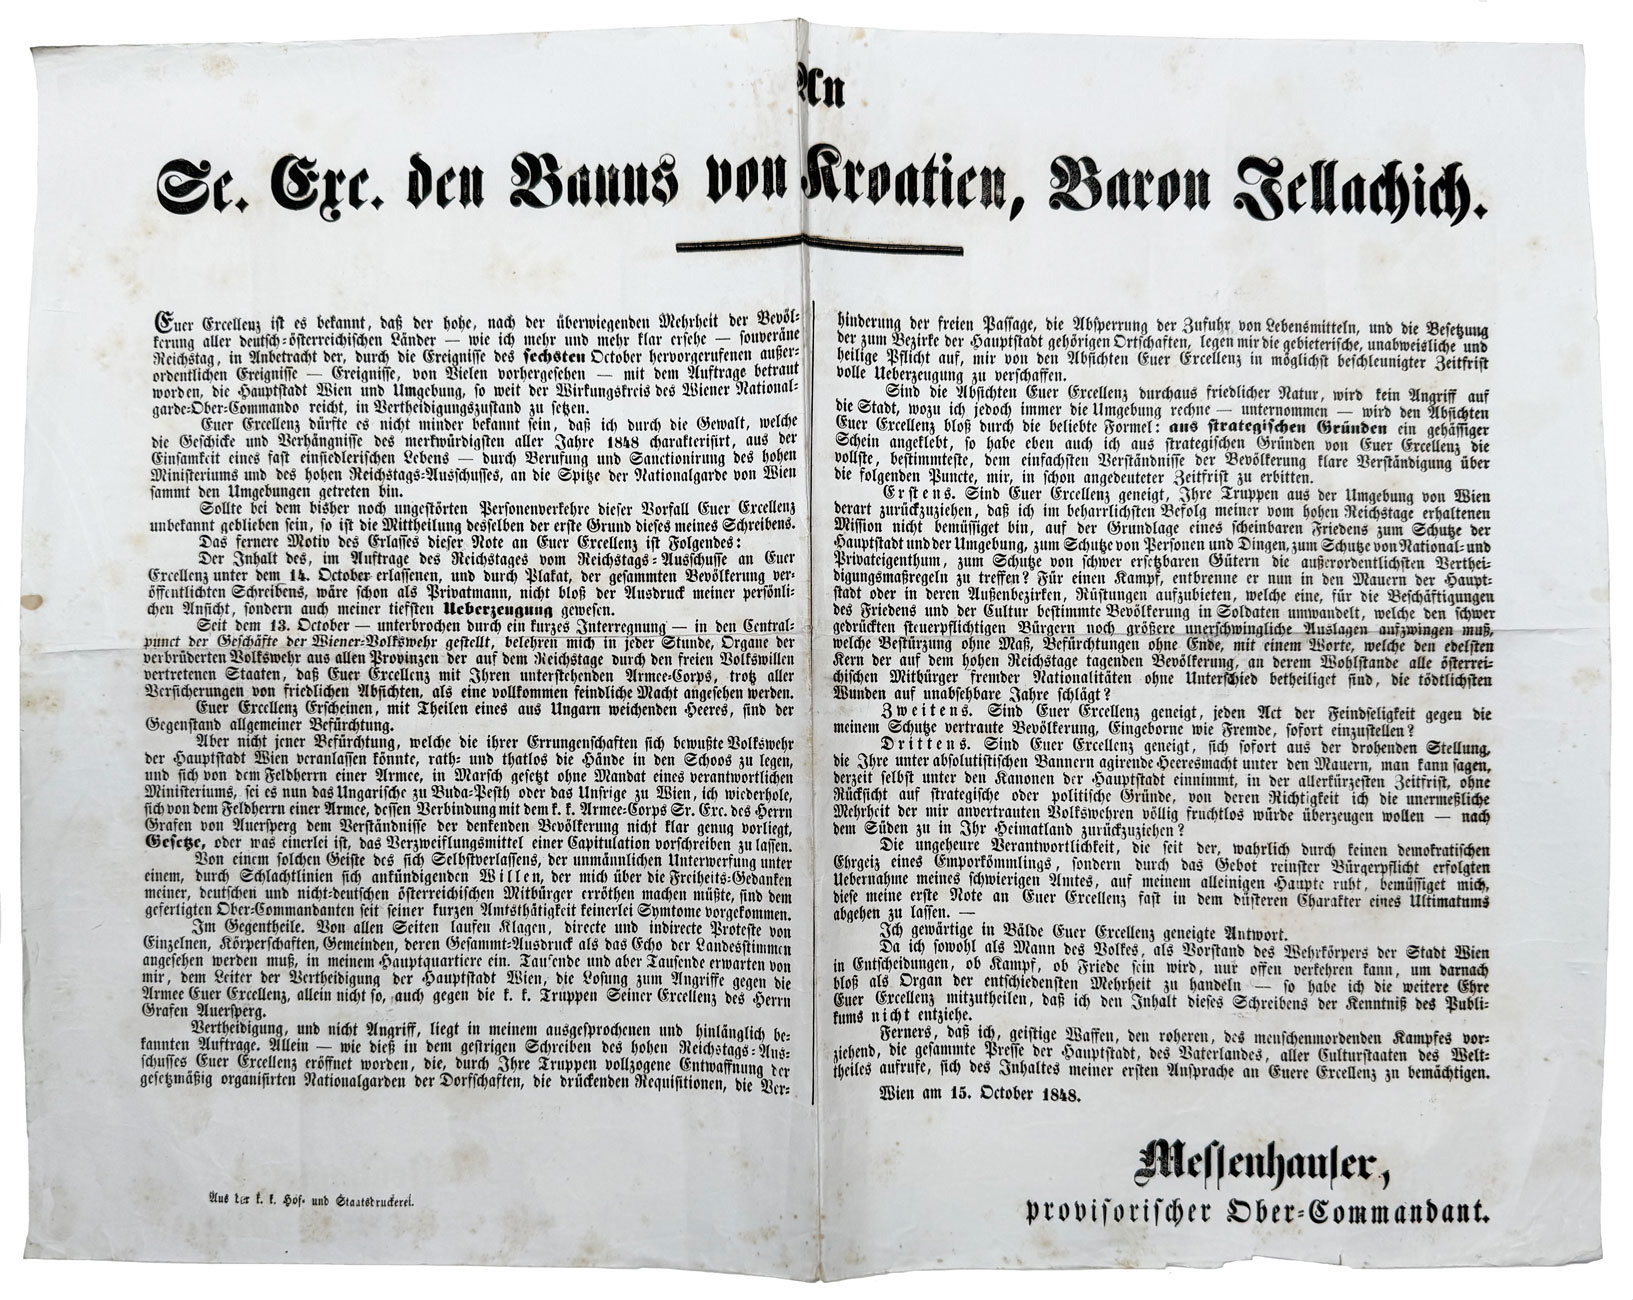 An
Se. Exc. den Banus von Kroatien, Baron Jellachich.
Euer Excellenz ist es bekannt, daß der hohe, nach der überwiegenden Mehrheit der Bevöl-
kerung aller deutsch-österreichischen Länder — wie ich mehr und mehr klar ersehe — souveräne
Reichstag, in Anbetracht der, durch die Ereignisse des sechsten October hervorgerufenen außer-
ordentlichen Ereignisse — Ereignisse, von Vielen vorhergesehen — mit dem Auftrage betraut
worden, die Hauptstadt Wien und Umgebung, so weit der Wirkungskreis des Wiener National-
garde-Ober-Commando reicht, in Vertheidigungszustand zu setzen.
Euer Excellenz dürfte es nicht minder bekannt sein, daß ich durch die Gewalt, welche
die Geschicke und Verhängnisse des merkwürdigsten aller Jahre 1848 charakterisirt, aus der
Einsamkeit eines fast einsiedlerischen Lebens — durch Berufung und Sanctionirung des hohen
Ministeriums und des hohen Reichstags-Ausschusses, an die Spitze der Nationalgarde von Wien
sammt den Umgebungen getreten bin.
Sollte bei dem bisher noch ungestörten Personenverkehre dieser Vorfall Euer Excellenz
unbekannt geblieben sein, so ist die Mittheilung desselben der erste Grund dieses meines Schreibens.
Das fernere Motiv des Erlasses dieser Note an Euer Excellenz ist Folgendes:
Der Inhalt des, im Auftrage des Reichstages vom Reichstags-Ausschusse an Euer
Excellenz unter dem 14. October erlassenen, und durch Plakat, der gesammten Bevölkerung ver-
öffentlichten Schreibens, wäre schon als Privatmann, nicht bloß der Ausdruck meiner persönli-
chen Ansicht, sondern auch meiner tiefsten Ueberzeugung gewesen.
Seit dem 13. October — unterbrochen durch ein kurzes Interregnung — in den Central-
punct der Geschäfte der Wiener-Volkswehr gestellt, belehren mich in jeder Stunde, Organe der
verbrüderten Volkswehr aus allen Provinzen der auf dem Reichstage durch den freien Volkswillen
vertretenen Staaten, daß Euer Excellenz mit Ihren unterstehenden Armee-Corps, trotz aller
Versicherungen von friedlichen Absichten, als eine vollkommen feindliche Macht angesehen werden.
Euer Excellenz Erscheinen, mit Theilen eines aus Ungarn weichenden Heeres, sind der
Gegenstand allgemeiner Befürchtung.
Aber nicht jener Befürchtung, welche die ihrer Errungenschaften sich bewußte Volkswehr
der Hauptstadt Wien veranlassen könnte, rath- und thatlos die Hände in den Schoos zu legen,
und sich von dem Feldherrn einer Armee, in Marsch gesetzt ohne Mandat eines verantwortlichen
Ministeriums, sei es nun das Ungarische zu Buda-Pesth oder das Unsrige zu Wien, ich wiederhole,
sich von dem Feldherrn einer Armee, dessen Verbindung mit dem k. k. Armee-Corps Sr. Exc. des Herrn
Grafen von Auersperg dem Verständnisse der denkenden Bevölkerung nicht klar genug vorliegt,
Gesetze, oder was einerlei ist, das Verzweiflungsmittel einer Capitulation vorschreiben zu lassen.
Von einem solchen Geiste des sich Selbstverlassens, der unmännlichen Unterwerfung unter
einem, durch Schlachtlinien sich ankündigenden Willen, der mich über die Freiheits-Gedanken
meiner, deutschen und nicht-deutschen österreichischen Mitbürger erröthen machen müßte, sind dem
geferligten Ober-Commandanten seit seiner kurzen Amtsthätigkeit keinerlei Symtome vorgekommen.
Im Gegentheile. Von allen Seiten laufen Klagen, directe und indirecte Proteste von
Einzelnen, Körperschaften, Gemeinden, deren Gesammt-Ausdruck als das Echo der Landesstimmen
angesehen werden muß, in meinem Hauptquartiere ein. Tausende und aber Tausende erwarten von
mir, dem Leiter der Vertheidigung der Hauptstadt Wien, die Losung zum Angriffe gegen die
Armee Euer Excellenz, allein nicht so, auch gegen die k. k. Truppen Seiner Excellenz des Herrn
Grafen Auersperg.
Vertheidigung, und nicht Angriff, liegt in meinem ausgesprochenen und hinlänglich be-
kannten Auftrage. Allein — wie dieß in dem gestrigen Schreiben des hohen Reichstags-Aus-
schusses Euer Excellenz eröffnet worden, die, durch Ihre Truppen vollzogene Entwaffnung der
gesetzmäßig organisirten Nationalgarden der Dorfschaften, die drückenden Requisitionen, die Ver-
hinderung der freien Passage, die Absperrung der Zufuhr von Lebensmitteln, und die Besetzung
der zum Bezirke der Hauptstadt gehörigen Ortschaften, legen mir die gebieterische, unabweisliche und
heilige Pflicht auf, mir von den Absichten Euer Excellenz in möglichst beschleunigter Zeitfrist
volle Ueberzeugung zu verschaffen.
Sind die Absichten Euer Excellenz durchaus friedlicher Natur, wird kein Angriff auf
die Stadt, wozu ich jedoch immer die Umgebung rechne — unternommen — wird den Absichten
Euer Excellenz bloß durch die beliebte Formel: aus strategischen Gründen ein gehässiger
Schein angeklebt, so habe eben auch ich aus strategischen Gründen von Euer Excellenz die
vollste, bestimmteste, dem einfachsten Verständnisse der Bevölkerung klare Verständigung über
die folgenden Puncte, mir, in schon angedeuteter Zeitfrist zu erbitten.
Erstens. Sind Euer Excellenz geneigt, Ihre Truppen aus der Umgebung von Wien
derart zurückzuziehen, daß ich im beharrlichsten Befolg meiner vom hohen Reichstage erhaltenen
Mission nicht bemüssiget bin, auf der Grundlage eines scheinbaren Friedens zum Schutze der
Hauptstadt und der Umgebung, zum Schutze von Personen und Dingen, zum Schutze von National- und
Privateigenthum, zum Schutze von schwer ersetzbaren Gütern die außerordentlichsten Verthei-
digungsmaßregeln zu treffen? Für einen Kampf, entbrenne er nun in den Mauern der Haupt-
stadt oder in deren Außenbezirken, Rüstungen aufzubieten, welche eine, für die Beschäftigungen
des Friedens und der Cultur bestimmte Bevölkerung in Soldaten umwandelt, welche den schwer
gedrückten steuerpflichtigen Bürgern noch größere unerschwingliche Auslagen aufzwingen muß,
welche Bestürzung ohne Maß, Befürchtungen ohne Ende, mit einem Worte, welche den edelsten
Kern der auf dem hohen Reichstage tagenden Bevölkerung, an derem Wohlstande alle österrei-
chischen Mitbürger fremder Nationalitäten ohne Unterschied betheiliget sind, die tödtlichsten
Wunden auf unabsehbare Jahre schlägt?
Zweitens. Sind Euer Excellenz geneigt, jeden Act der Feindseligkeit gegen die
meinem Schutze vertraute Bevölkerung, Eingeborne wie Fremde, sofort einzustellen?
Drittens. Sind Euer Excellenz geneigt, sich sofort aus der drohenden Stellung,
die Ihre unter absolutistischen Bannern agirende Heeresmacht unter den Mauern, man kann sagen,
derzeit selbst unter den Kanonen der Hauptstadt einnimmt, in der allerkürzesten Zeitfrist, ohne
Rücksicht auf strategische oder politische Gründe, von deren Richtigkeit ich die unermeßliche
Mehrheit der mir anvertrauten Volkswehren völlig fruchtlos würde überzeugen wollen — nach
dem Süden zu in Ihr Heimatland zurückzuziehen?
Die ungeheure Verantwortlichkeit, die seit der, wahrlich durch keinen demokratischen
Ehrgeiz eines Emporkömmlings, sondern durch das Gebot reinster Bürgerpflicht erfolgten
Uebernahme meines schwierigen Amtes, auf meinem alleinigen Haupte ruht, bemüssiget mich,
diese meine erste Note an Euer Excellenz fast in dem düsteren Charakter eines Ultimatums
abgehen zu lassen. —
Ich gewärtige in Bälde Euer Excellenz geneigte Antwort.
Da ich sowohl als Mann des Volkes, als Vorstand des Wehrkörpers der Stadt Wien
in Entscheidungen, ob Kampf, ob Friede sein wird, nur offen verkehren kann, um darnach
bloß als Organ der entschiedensten Mehrheit zu handeln — so habe ich die weitere Ehre
Euer Excellenz mitzutheilen, daß ich den Inhalt dieses Schreibens der Kenntniß des Publi-
kums nicht entziehe.
Ferners, daß ich, geistige Waffen, den roheren, des menschenmordenden Kampfes vor-
ziehend, die gesammte Presse der Hauptstadt, des Vaterlandes, aller Culturstaaten des Welt-
theiles aufrufe, sich des Inhaltes meiner ersten Ansprache an Euere Excellenz zu bemächtigen.
Wien am 15. October 1848.
Messenhauser,
provisorischer Ober-Commandant.
Aus der k. k. Hof- und Staatsdruckerei.